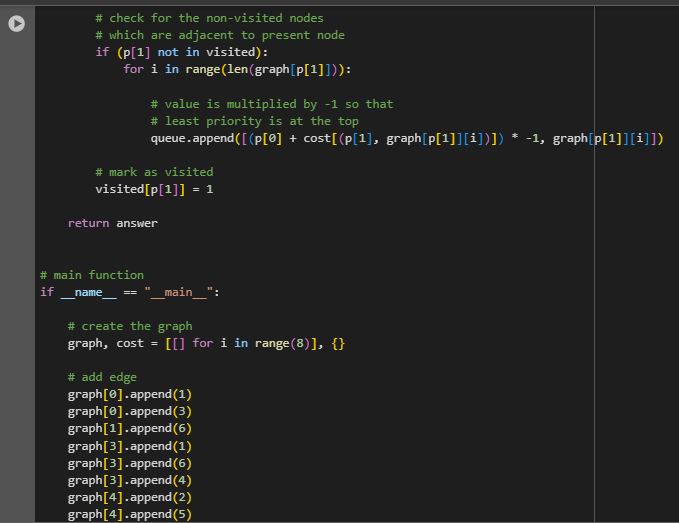 # check for the non-visited nodes
# which are adjacent to present node
if (p[1] not in visited):
for i in range(len(graph[p[1]])):
# value is multiplied by -1 so that
# least priority is at the top
queue.append([(p[0] + cost[(p[1], graph[p[1]][i])]) * -1, graph[p[1]][i]])
# mark as visited
visited[p[1]] = 1
return answer
# main function
if __name__ == "__main__":
# create the graph
graph, cost = [[] for i in range(8)], {}
# add edge
graph[0].append(1)
graph[0].append(3)
graph[1].append(6)
graph[3].append(1)
graph[3].append(6)
graph[3].append(4)
graph[4].append(2)
graph[4].append(5)